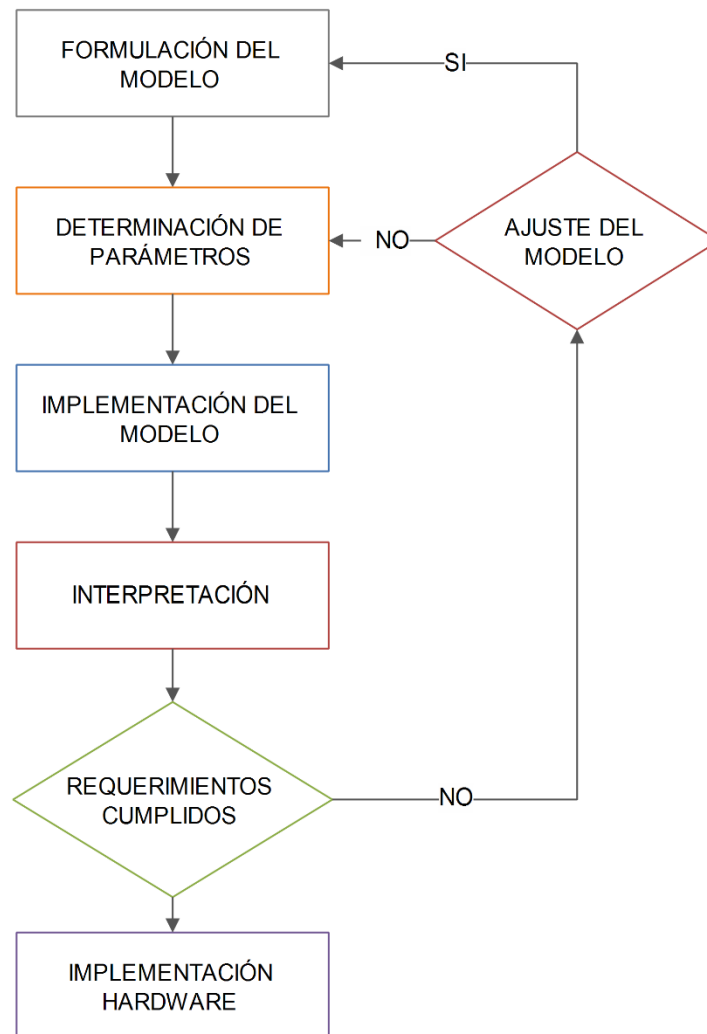 FORMULACIÓN DEL
MODELO
SI
DETERMINACIÓN DE
PARÁMETROS
NO
AJUSTE DEL
MODELO
IMPLEMENTACIÓN DEL
MODELO
INTERPRETACIÓN
REQUERIMIENTOS
CUMPLIDOS
NO
IMPLEMENTACIÓN
HARDWARE